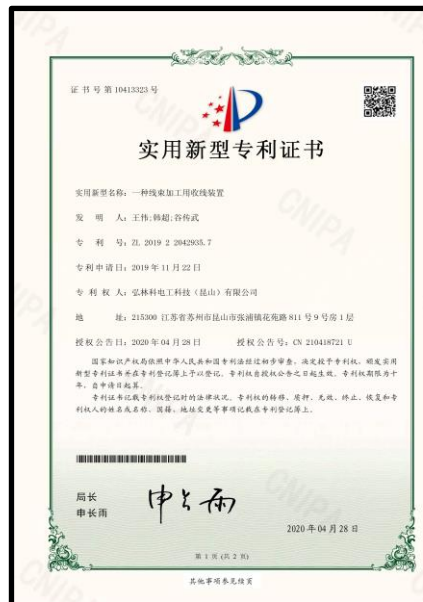 证书号第10413323号
实用新型专利证书
实用新型名称：一种线束加工用收线装置
发 明 人：王伟;韩超;谷传武
专 利 号：ZL 2019 2 2042935.7
专利申请日：2019年11月22日
专 利 权 人：弘林科电工科技（昆山）有限公司
地 址：215300 江苏省苏州市昆山市张浦镇花苑路811号9号房1层
授权公告日：2020年04月28日 授权公告号：CN 210418721 U
国家知识产权局依照中华人民共和国专利法经过初步审查，决定授予专利权，颁发实用
新型专利证书并在专利登记簿上予以登记。专利权自授权公告之日起生效。专利权期限为十
年，自申请日起算。
专利证书记载专利权登记时的法律状况。专利权的转移、质押、无效、终止、恢复和专
利权人的姓名或名称、国籍、地址变更等事项记载在专利登记簿上。
局长
申长雨
申长雨
2020年04月28日
第 1 页 (共 2 页)
其他事项参见续页
CNIPA